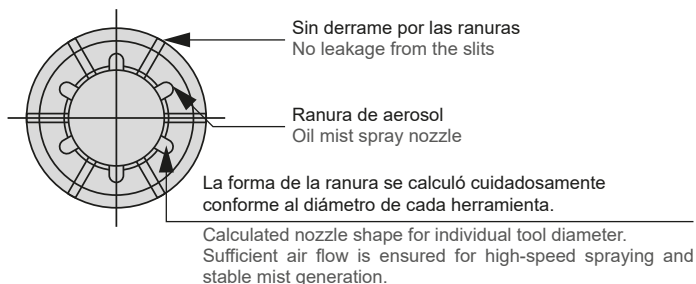 Sin derrame por las ranuras
No leakage from the slits
Ranura de aerosol
Oil mist spray nozzle
La forma de la ranura se calculó cuidadosamente
conforme al diámetro de cada herramienta.
Calculated nozzle shape for individual tool diameter.
Sufficient air flow is ensured for high-speed spraying and
stable mist generation.